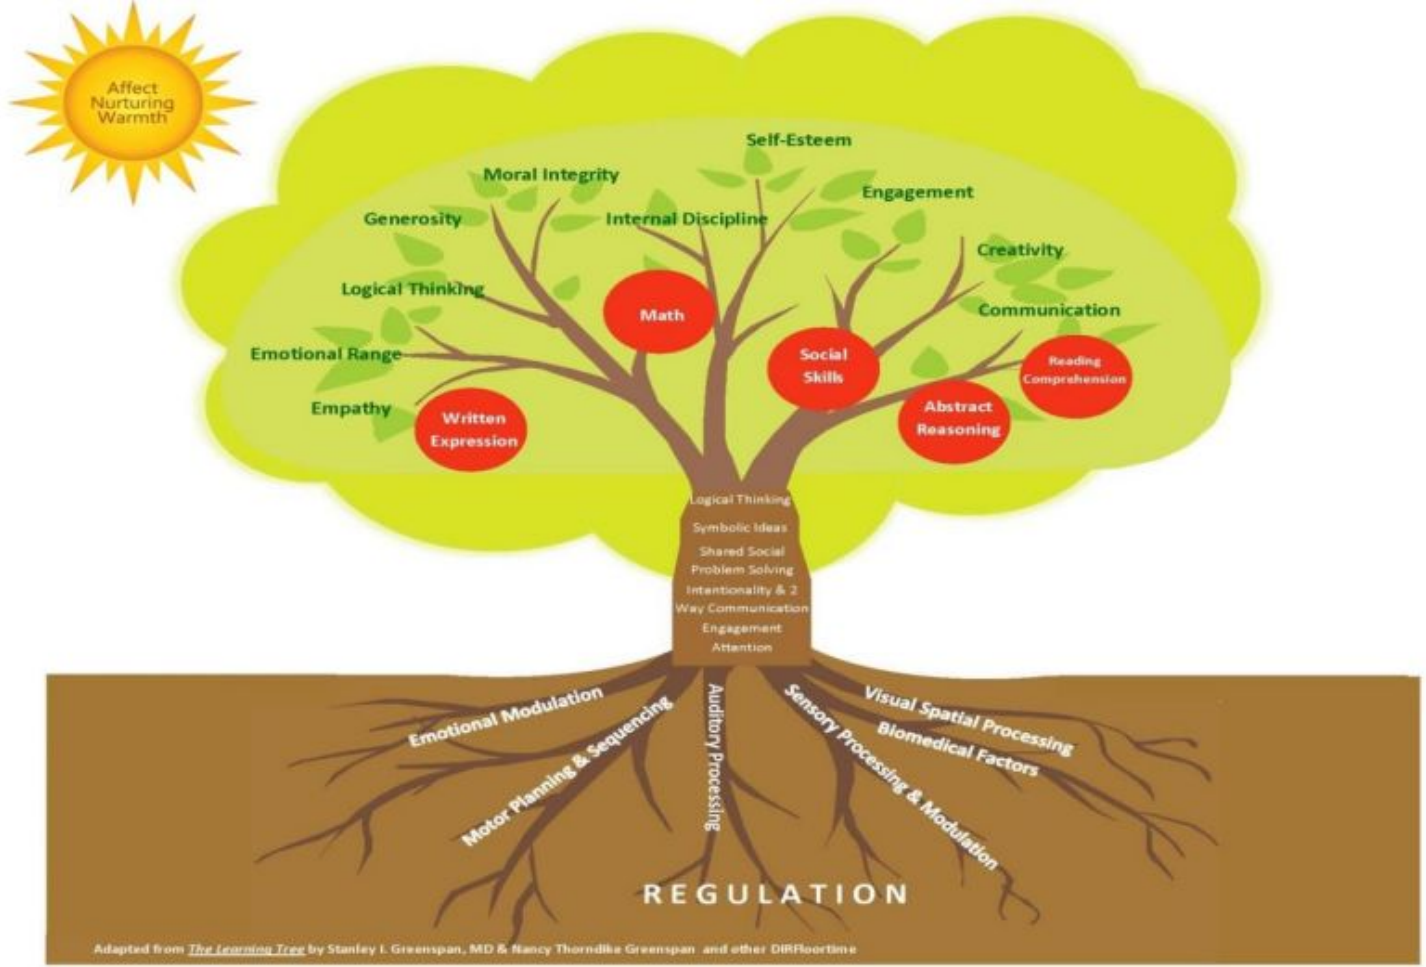 Affect
Nurturing
Warmth
Self-Esteem
Moral Integrity
Engagement
Generosity
Internal Discipline
Creativity
Logical Thinking
Communication
Math
Emotional Range
Social
Skills
Reading
Comprehension
Empathy
Written
Expression
Abstract
Reasoning
Logical Thinking
Symbolic Ideas
Shared Social
Problem Solving
Intentionality & 2
Way Communication
Engagement
Attention
Emotional Modulation
Motor Planning & Sequencing
Auditory Processing
Sensory Processing & Modulation
Visual Spatial Processing
Biomedical Factors
REGULATION
Adapted from The Learning Tree by Stanley I. Greenspan, MD & Nancy Thorndike Greenspan and other DIRFloortime